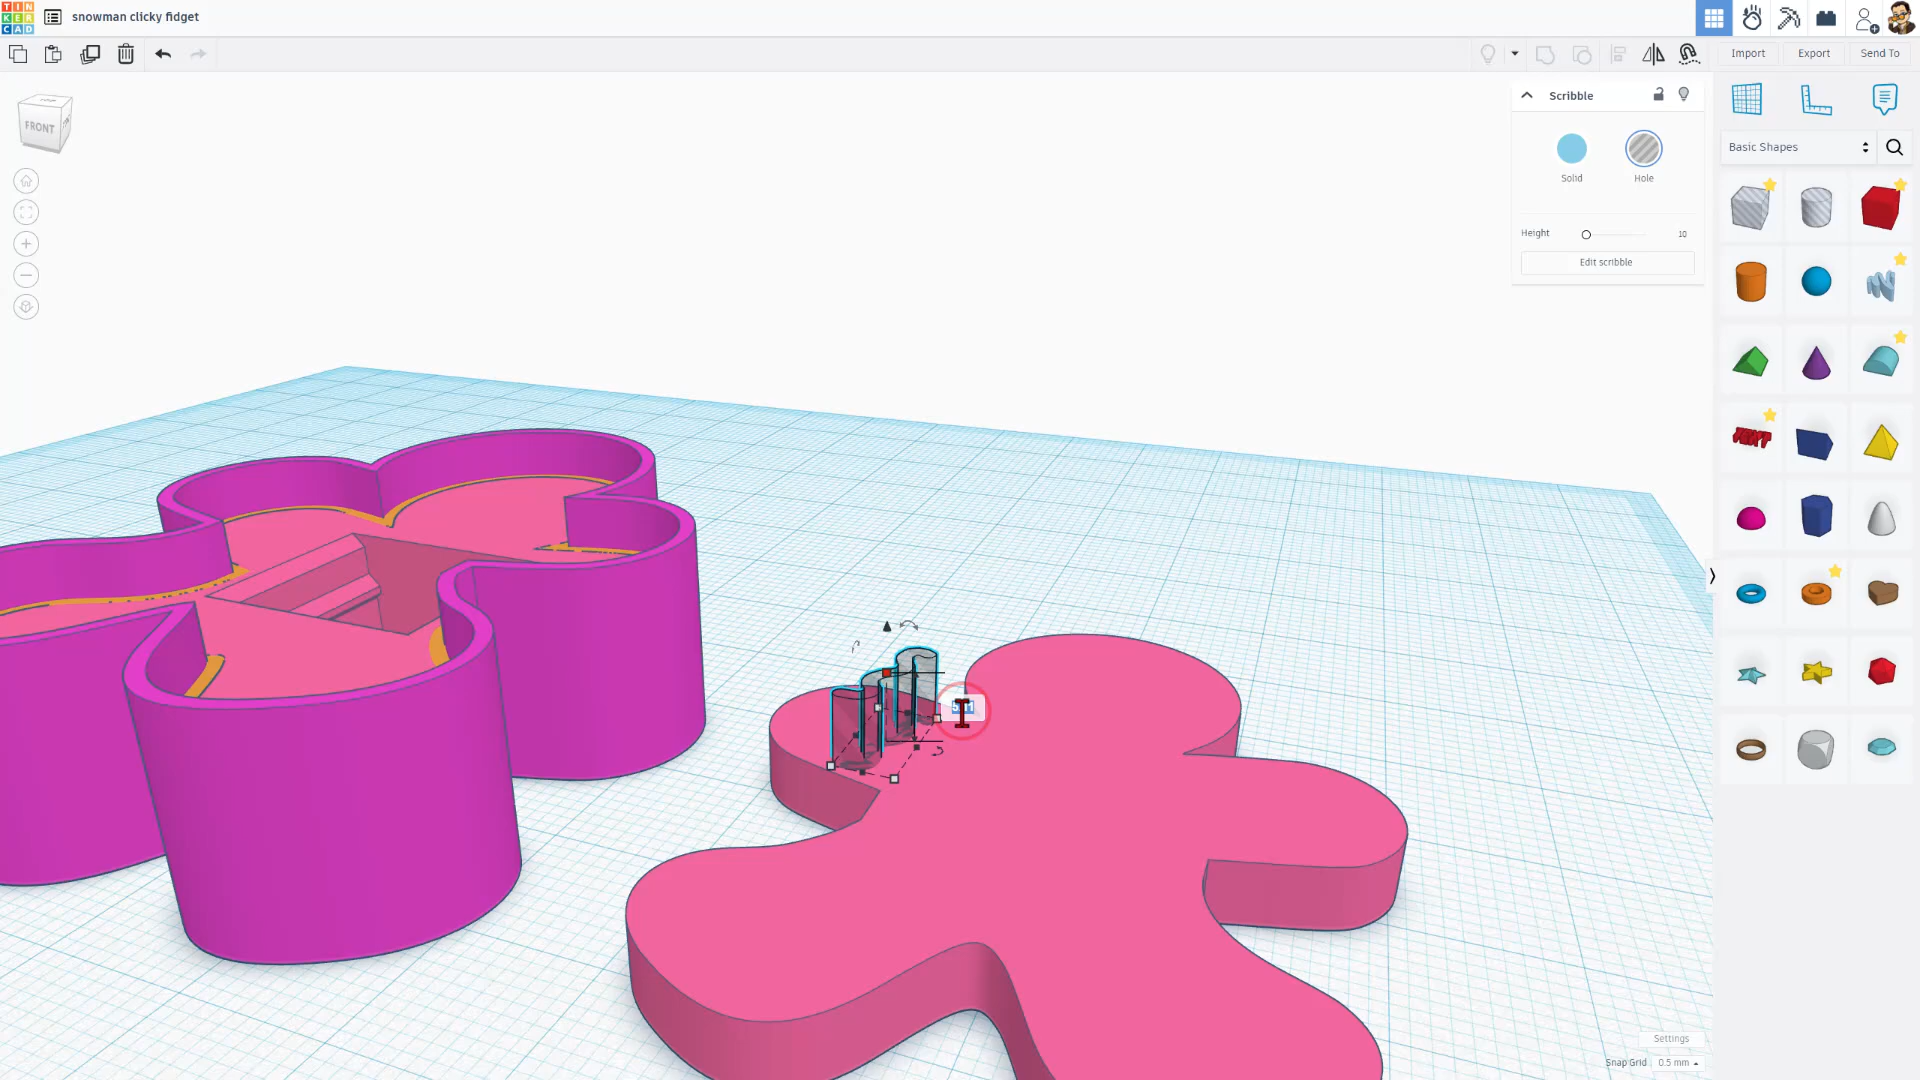 TIN
KER
CAD
snowman clicky fidget
Import
Export
Send To
FRONT
Scribble
Solid
Hole
Height
10
Edit scribble
Basic Shapes
TEXT
Settings
Snap Grid
0.5 mm